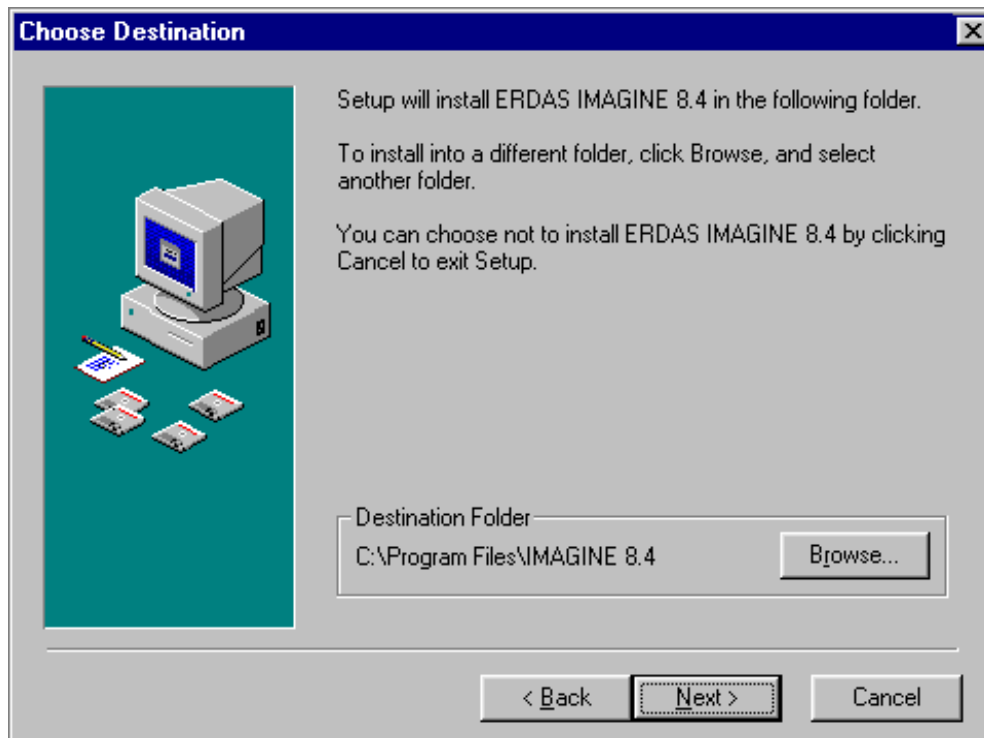 Choose Destination
Setup will install ERDAS IMAGINE 8.4 in the following folder.
To install into a different folder, click Browse, and select
another folder.
You can choose not to install ERDAS IMAGINE 8.4 by clicking
Cancel to exit Setup.
Destination Folder
C:\Program Files\IMAGINE 8.4
Browse...
< Back
Next >
Cancel